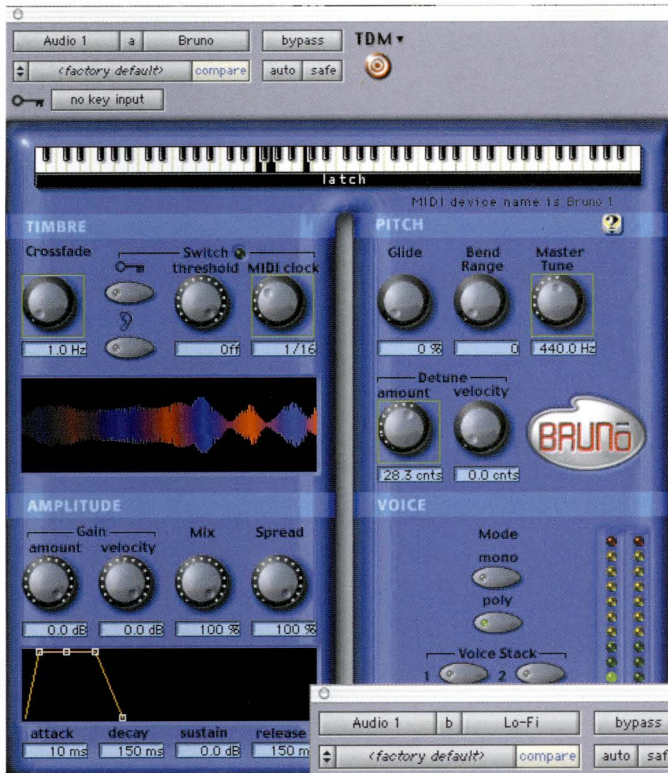 Audio 1 a Bruno bypass TDM
<factory default> compare auto safe
no key input
latch
MIDI device name is Bruno 1
TIMBRE
Crossfade
Switch
threshold MIDI clock
1.0 Hz Off 1/16
PITCH
Glide Bend Range Master Tune
0 % 0 440.0 Hz
Detune
amount velocity
28.3 cnts 0.0 cnts
BRUNō
AMPLITUDE
Gain
amount velocity Mix Spread
0.0 dB 0.0 dB 100 % 100 %
attack decay sustain release
10 ms 150 ms 0.0 dB 150 m
VOICE
Mode
mono
poly
Voice Stack
1 2
Audio 1 b Lo-Fi bypass
<factory default> compare auto saf